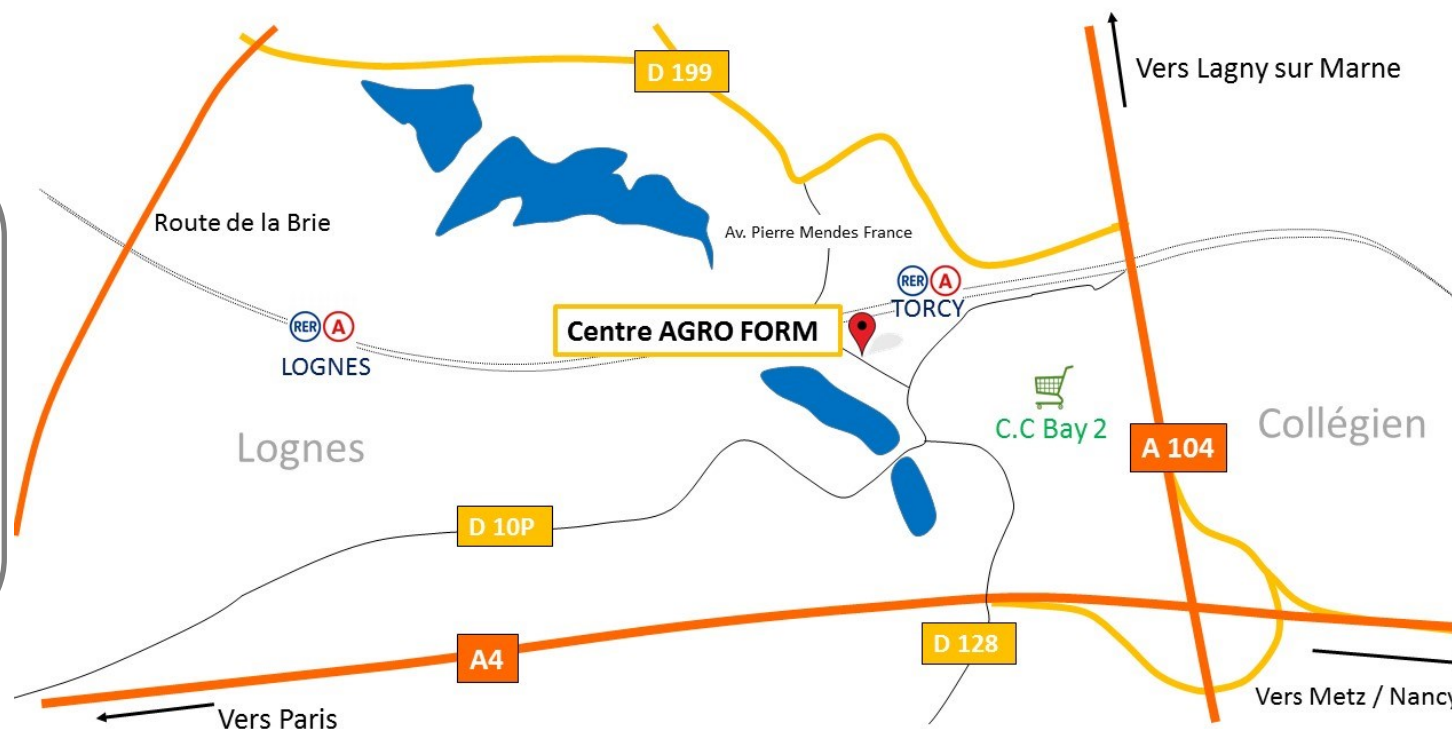 D 199
Vers Lagny sur Marne
Route de la Brie
Av. Pierre Mendes France
RER A
TORCY
RER A
LOGNES
Centre AGRO FORM
C.C Bay 2
Collégien
A 104
Lognes
D 10P
D 128
A4
Vers Metz / Nancy
Vers Paris